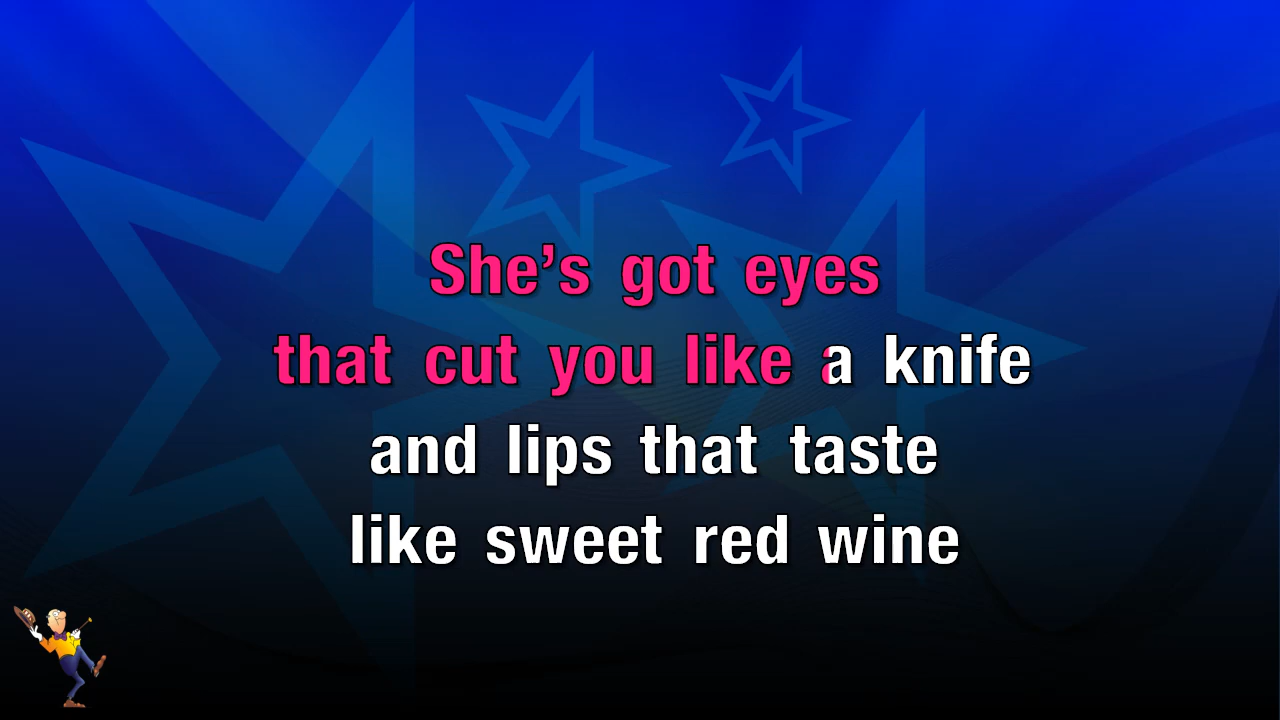 She’s got eyes
that cut you like a knife
and lips that taste
like sweet red wine